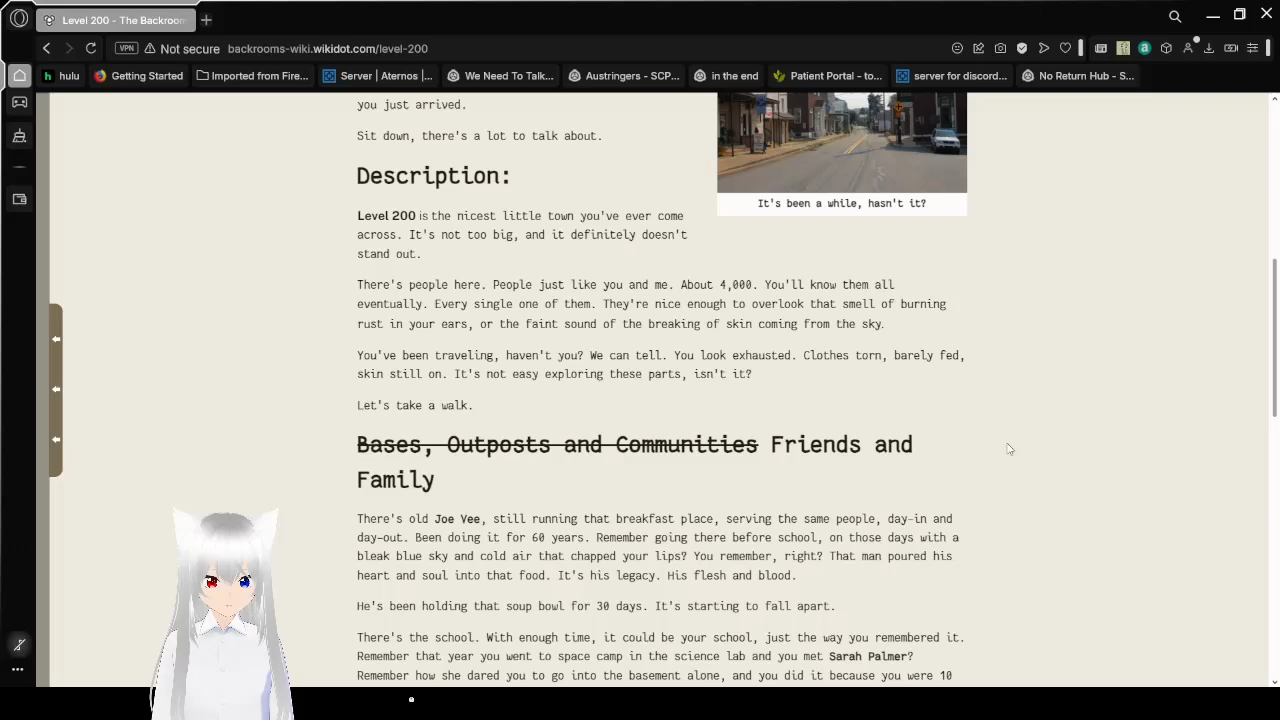 Level 200 - The Backroom
VPN
Not secure
backrooms-wiki.wikidot.com/level-200
hulu
Getting Started
Imported from Fire...
Server | Aternos |...
We Need To Talk...
Austringers - SCP...
in the end
Patient Portal - to...
server for discord...
No Return Hub - S...
you just arrived.
Sit down, there's a lot to talk about.
It's been a while, hasn't it?
Description:
Level 200 is the nicest little town you've ever come
across. It's not too big, and it definitely doesn't
stand out.
There's people here. People just like you and me. About 4,000. You'll know them all
eventually. Every single one of them. They're nice enough to overlook that smell of burning
rust in your ears, or the faint sound of the breaking of skin coming from the sky.
You've been traveling, haven't you? We can tell. You look exhausted. Clothes torn, barely fed,
skin still on. It's not easy exploring these parts, isn't it?
Let's take a walk.
Bases, Outposts and Communities Friends and
Family
There's old Joe Vee, still running that breakfast place, serving the same people, day-in and
day-out. Been doing it for 60 years. Remember going there before school, on those days with a
bleak blue sky and cold air that chapped your lips? You remember, right? That man poured his
heart and soul into that food. It's his legacy. His flesh and blood.
He's been holding that soup bowl for 30 days. It's starting to fall apart.
There's the school. With enough time, it could be your school, just the way you remembered it.
Remember that year you went to space camp in the science lab and you met Sarah Palmer?
Remember how she dared you to go into the basement alone, and you did it because you were 10